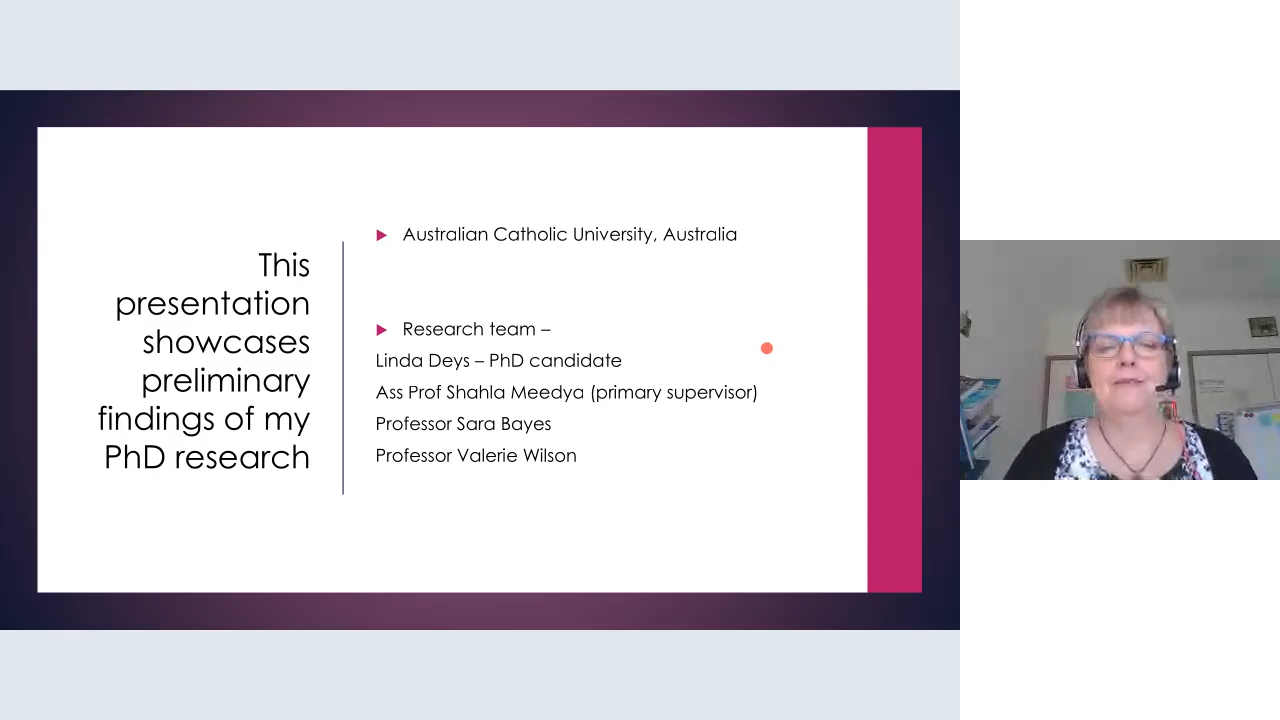 This
presentation
showcases
preliminary
findings of my
PhD research
Australian Catholic University, Australia
Research team –
Linda Deys – PhD candidate
Ass Prof Shahla Meedya (primary supervisor)
Professor Sara Bayes
Professor Valerie Wilson